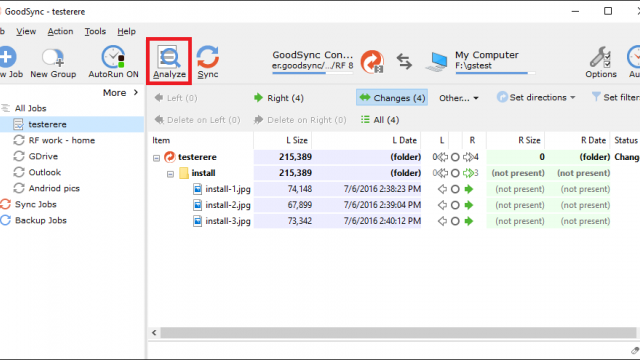 GoodSync - testerere
View Action Tools Help
Job New Group AutoRun ON Analyze Sync
GoodSync Con...
er.goodsync/.../RF 8
My Computer
F:\gstest
Options
More >
All Jobs
testerere
RF work - home
GDrive
Outlook
Andriod pics
Sync Jobs
Backup Jobs
Left (0) Right (4) Changes (4) Other... Set directions Set filter
Delete on Left (0) Delete on Right (0) All (4)
Item L Size L Date L R R Size R Date Status
testerere 215,389 (folder) 0 4 0 (folder) Change
install 215,389 (folder) 0 3 (not present) (not present)
install-1.jpg 74,148 7/6/2016 2:38:23 PM (not present) (not present)
install-2.jpg 67,899 7/6/2016 2:39:04 PM (not present) (not present)
install-3.jpg 73,342 7/6/2016 2:40:12 PM (not present) (not present)